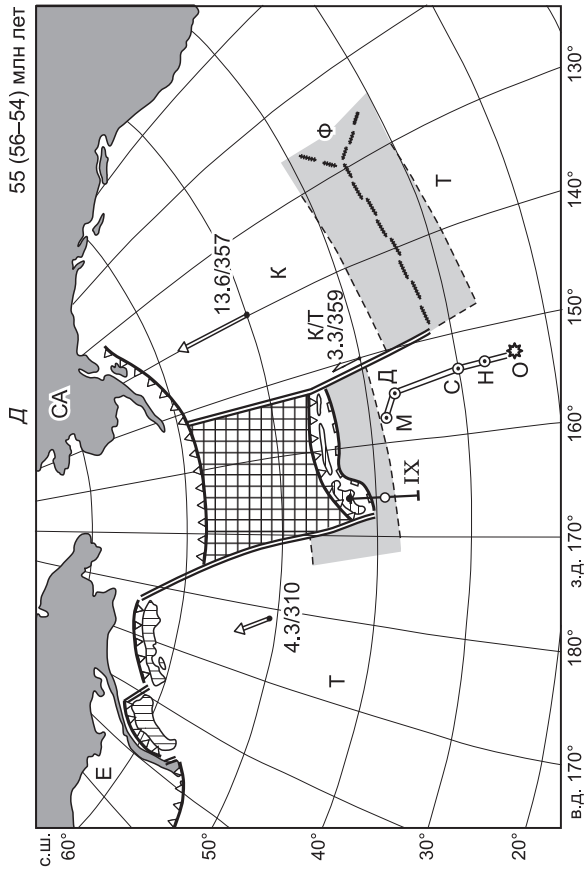 Д
55 (56–54) млн лет
СА
Е
13.6/357
К
Ф
Т
К/Т
3.3/359
4.3/310
Т
М
Д
С
Н
О
IX
с.ш.
60°
50°
40°
30°
20°
в.д. 170°
180°
з.д. 170°
160°
150°
140°
130°